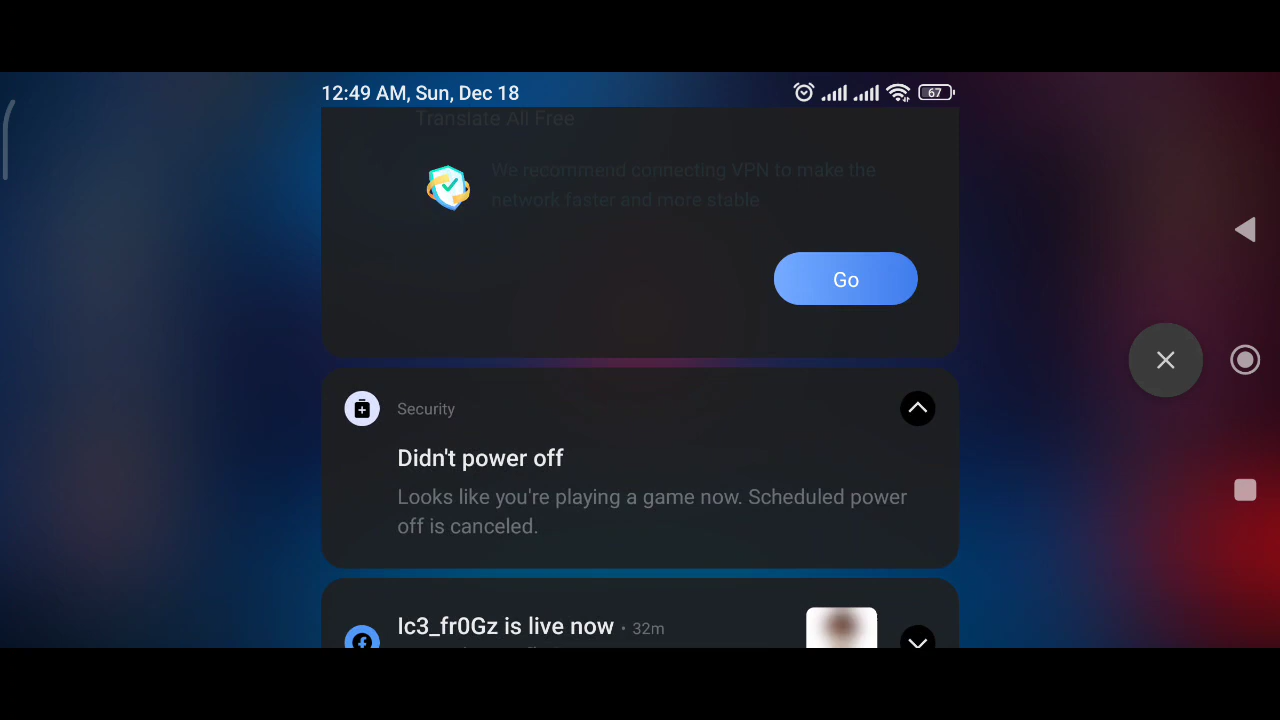 12:49 AM, Sun, Dec 18
67
Translate All Free
We recommend connecting VPN to make the
network faster and more stable
Go
Security
Didn't power off
Looks like you're playing a game now. Scheduled power
off is canceled.
Ic3_fr0Gz is live now · 32m